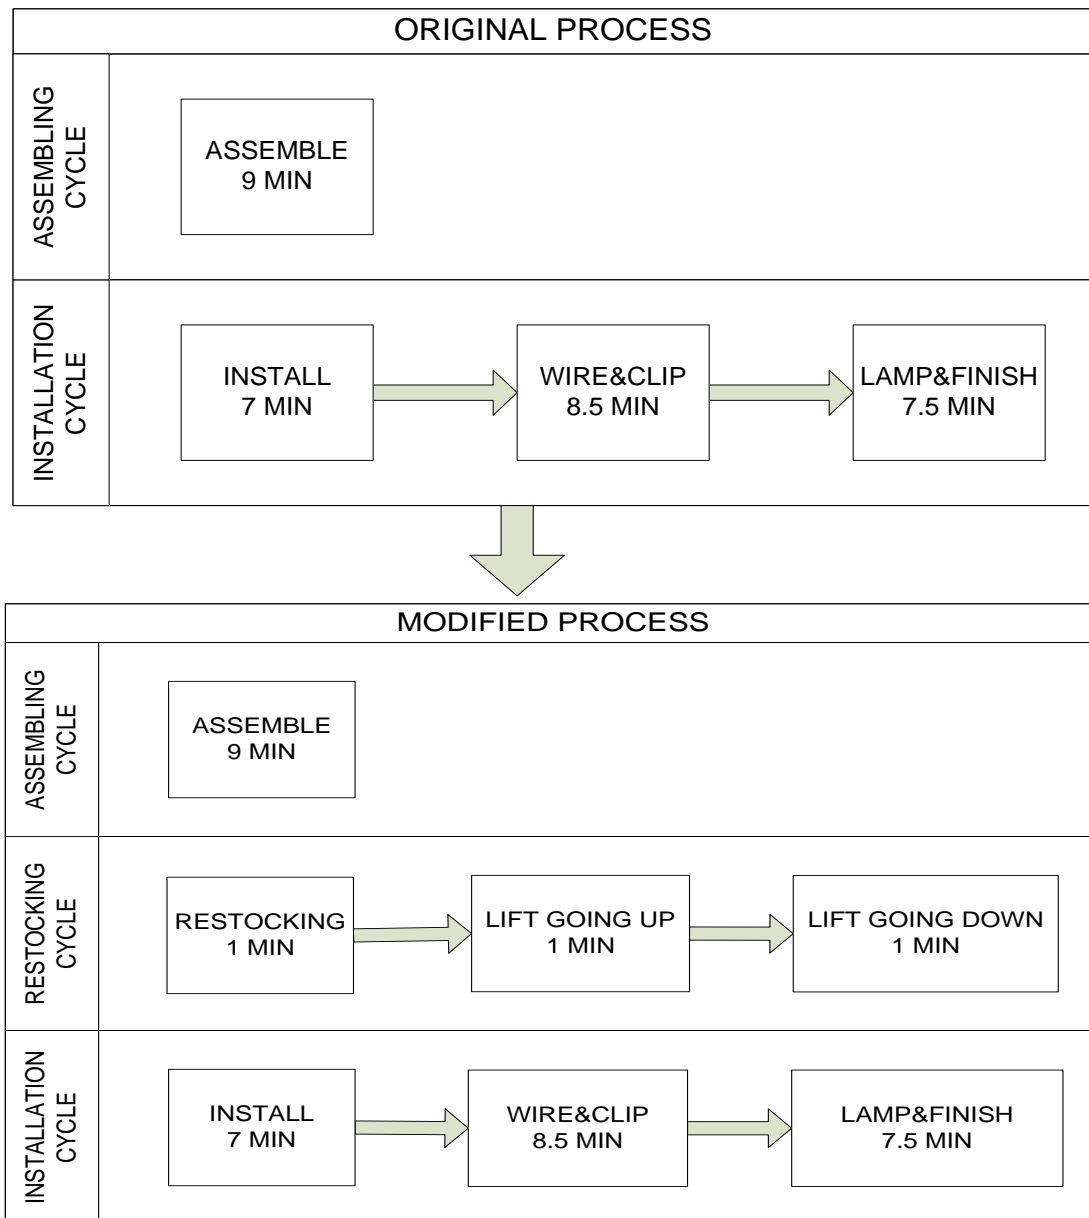 ORIGINAL PROCESS
ASSEMBLING
CYCLE
ASSEMBLE
9 MIN
INSTALLATION
CYCLE
INSTALL
7 MIN
WIRE&CLIP
8.5 MIN
LAMP&FINISH
7.5 MIN
MODIFIED PROCESS
ASSEMBLING
CYCLE
ASSEMBLE
9 MIN
RESTOCKING
CYCLE
RESTOCKING
1 MIN
LIFT GOING UP
1 MIN
LIFT GOING DOWN
1 MIN
INSTALLATION
CYCLE
INSTALL
7 MIN
WIRE&CLIP
8.5 MIN
LAMP&FINISH
7.5 MIN